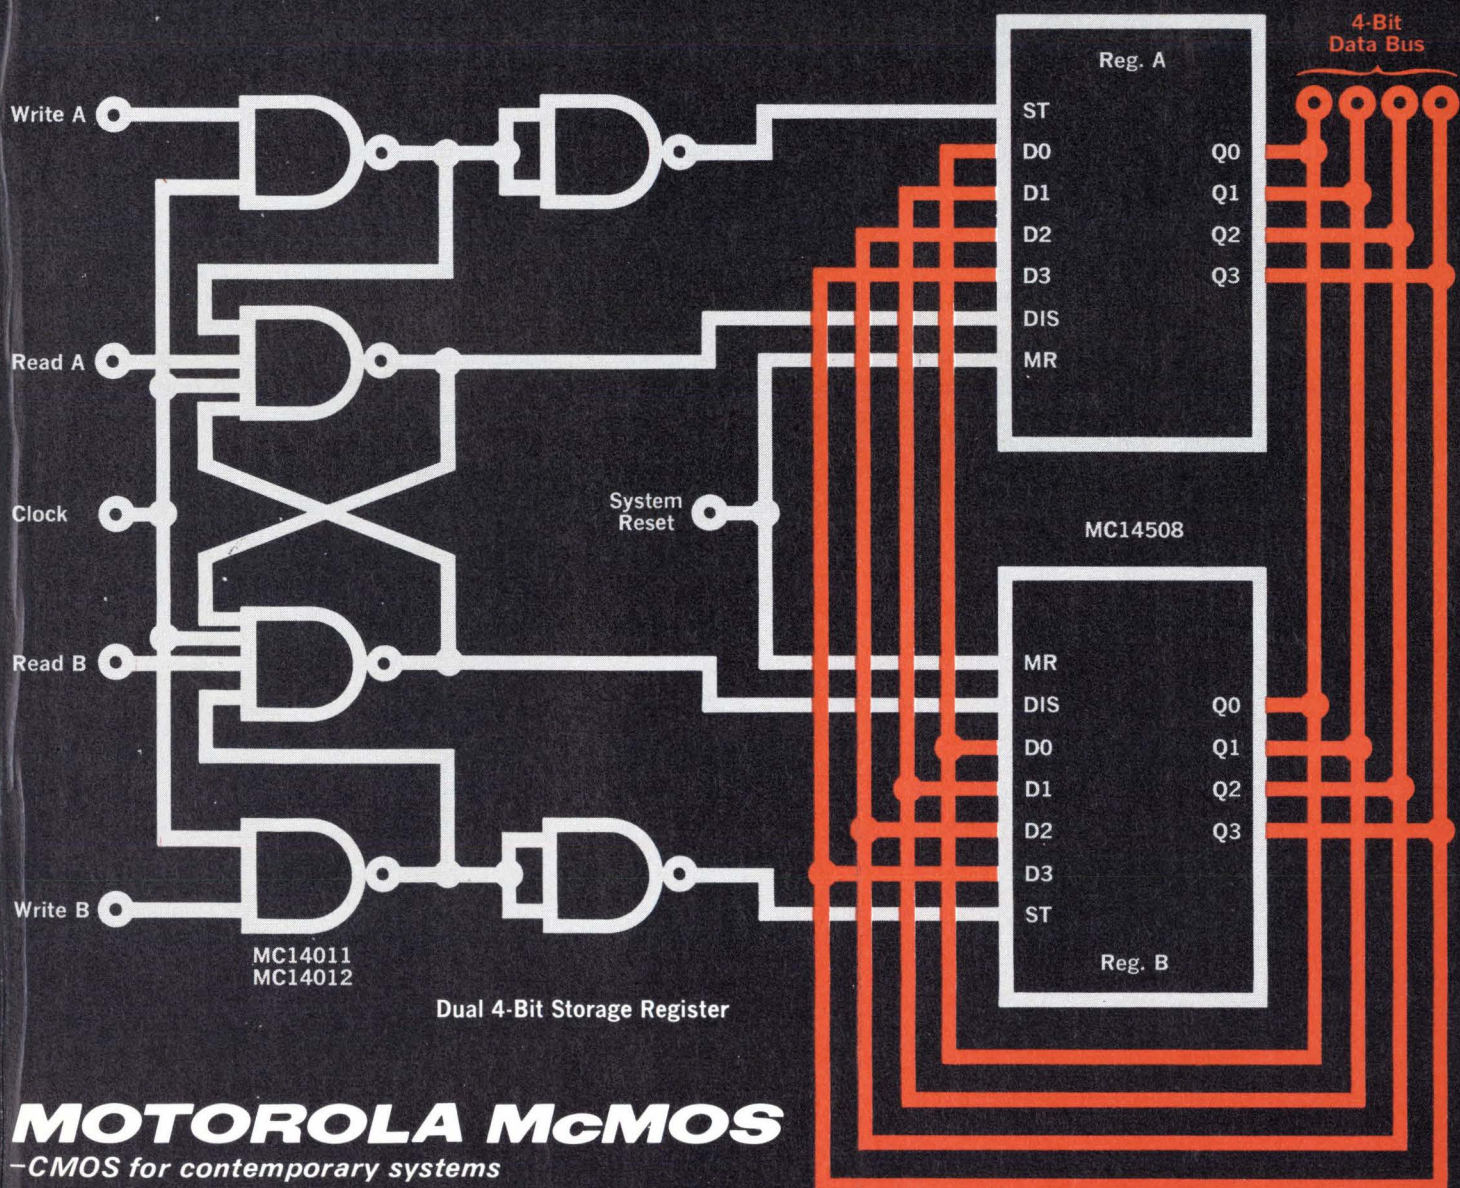 4-Bit
Data Bus
Write A
Read A
Clock
Read B
Write B
MC14011
MC14012
Dual 4-Bit Storage Register
System
Reset
Reg. A
ST
D0
D1
D2
D3
DIS
MR
Q0
Q1
Q2
Q3
MC14508
MR
DIS
D0
D1
D2
D3
ST
Q0
Q1
Q2
Q3
Reg. B
MOTOROLA McMOS
–CMOS for contemporary systems